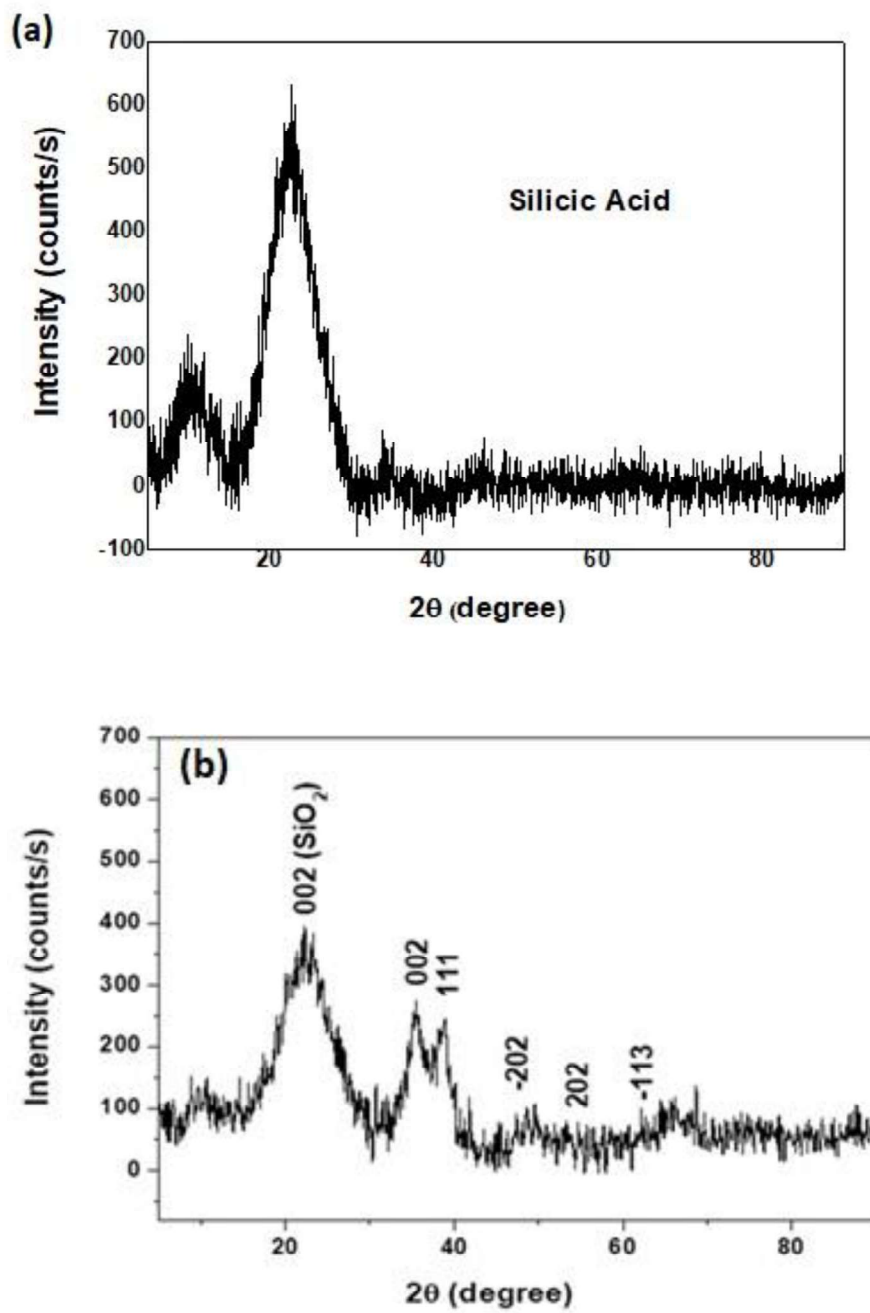 (a)
700
600
500
400
300
200
100
0
-100
Intensity (counts/s)
Silicic Acid
20 40 60 80
2θ (degree)
(b)
700
600
500
400
300
200
100
0
Intensity (counts/s)
002 (SiO₂)
002
111
-202
202
-113
20 40 60 80
2θ (degree)